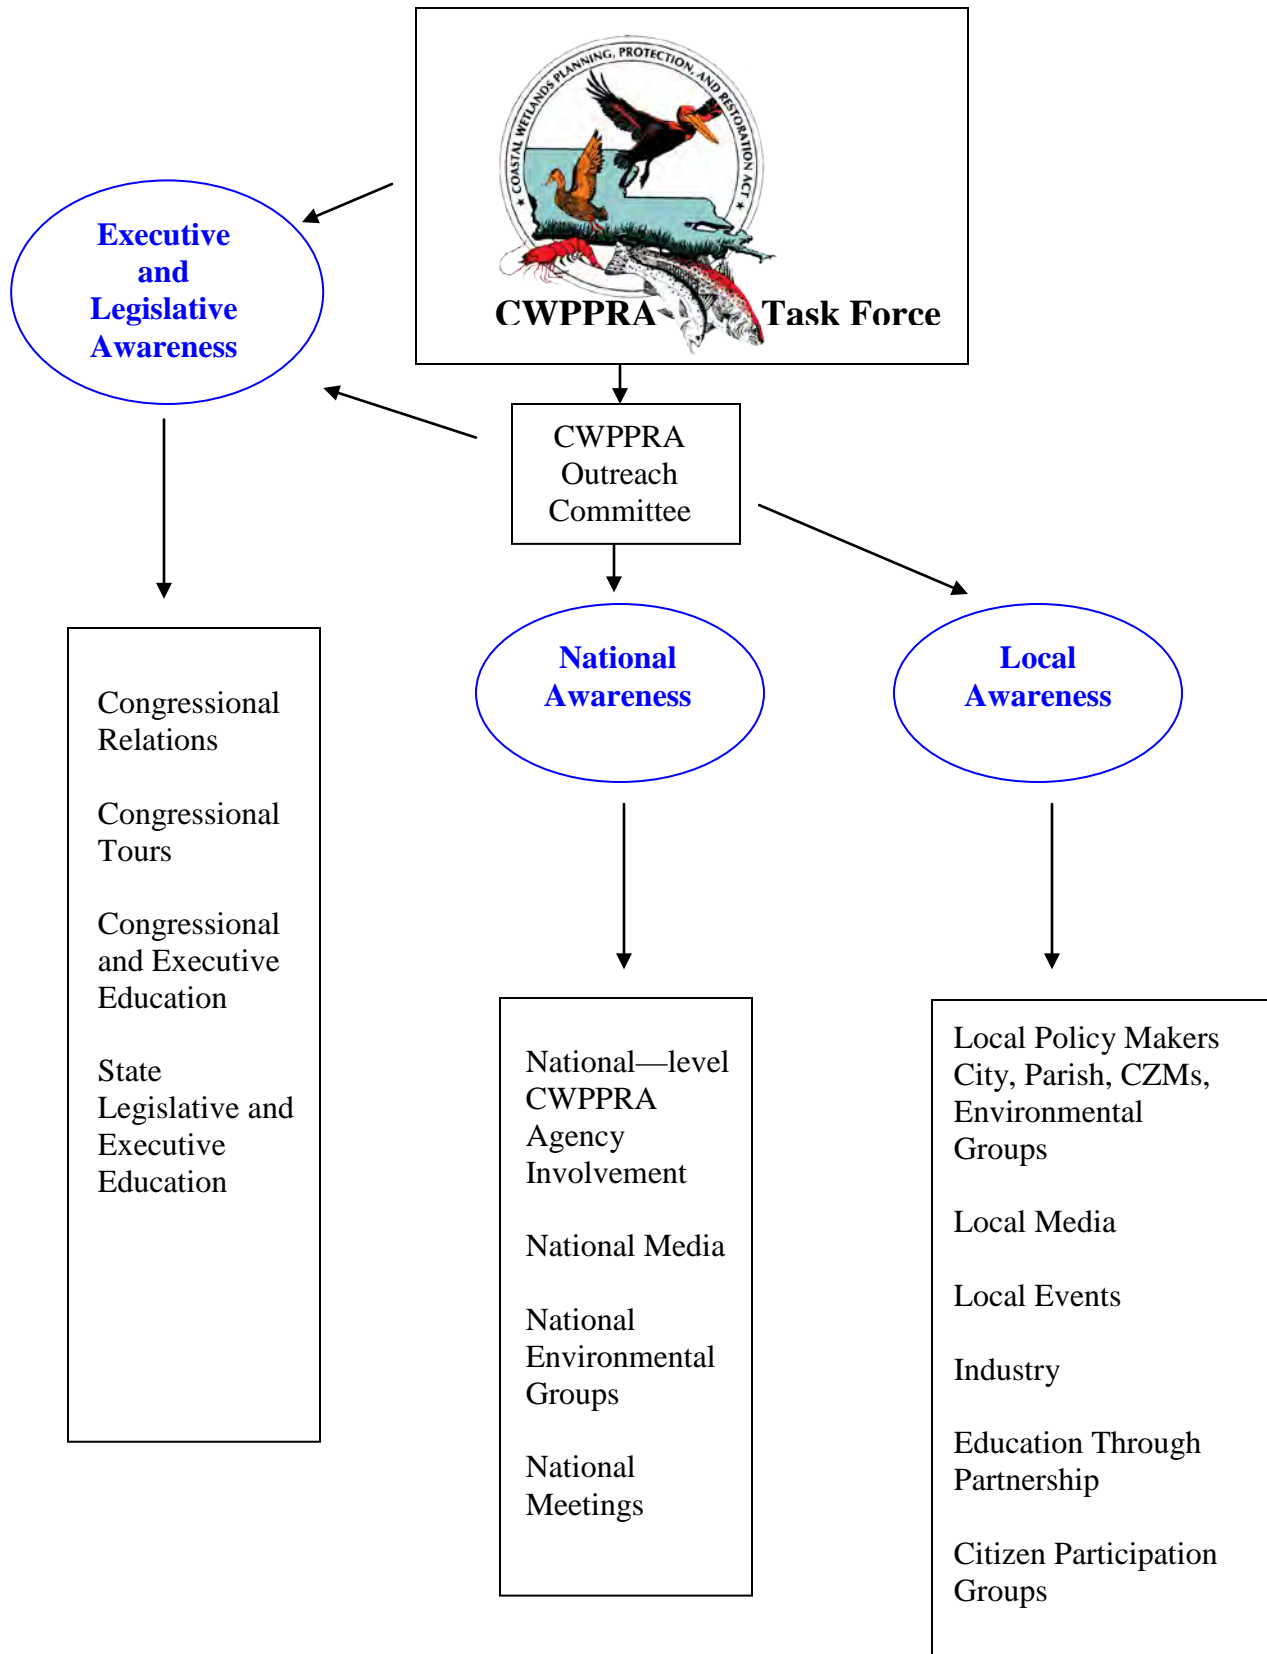 ★ COASTAL WETLANDS PLANNING, PROTECTION, AND RESTORATION ACT ★
CWPPRA Task Force
Executive
and
Legislative
Awareness
CWPPRA
Outreach
Committee
National
Awareness
Local
Awareness
Congressional
Relations
Congressional
Tours
Congressional
and Executive
Education
State
Legislative and
Executive
Education
National—level
CWPPRA
Agency
Involvement
National Media
National
Environmental
Groups
National
Meetings
Local Policy Makers
City, Parish, CZMs,
Environmental
Groups
Local Media
Local Events
Industry
Education Through
Partnership
Citizen Participation
Groups